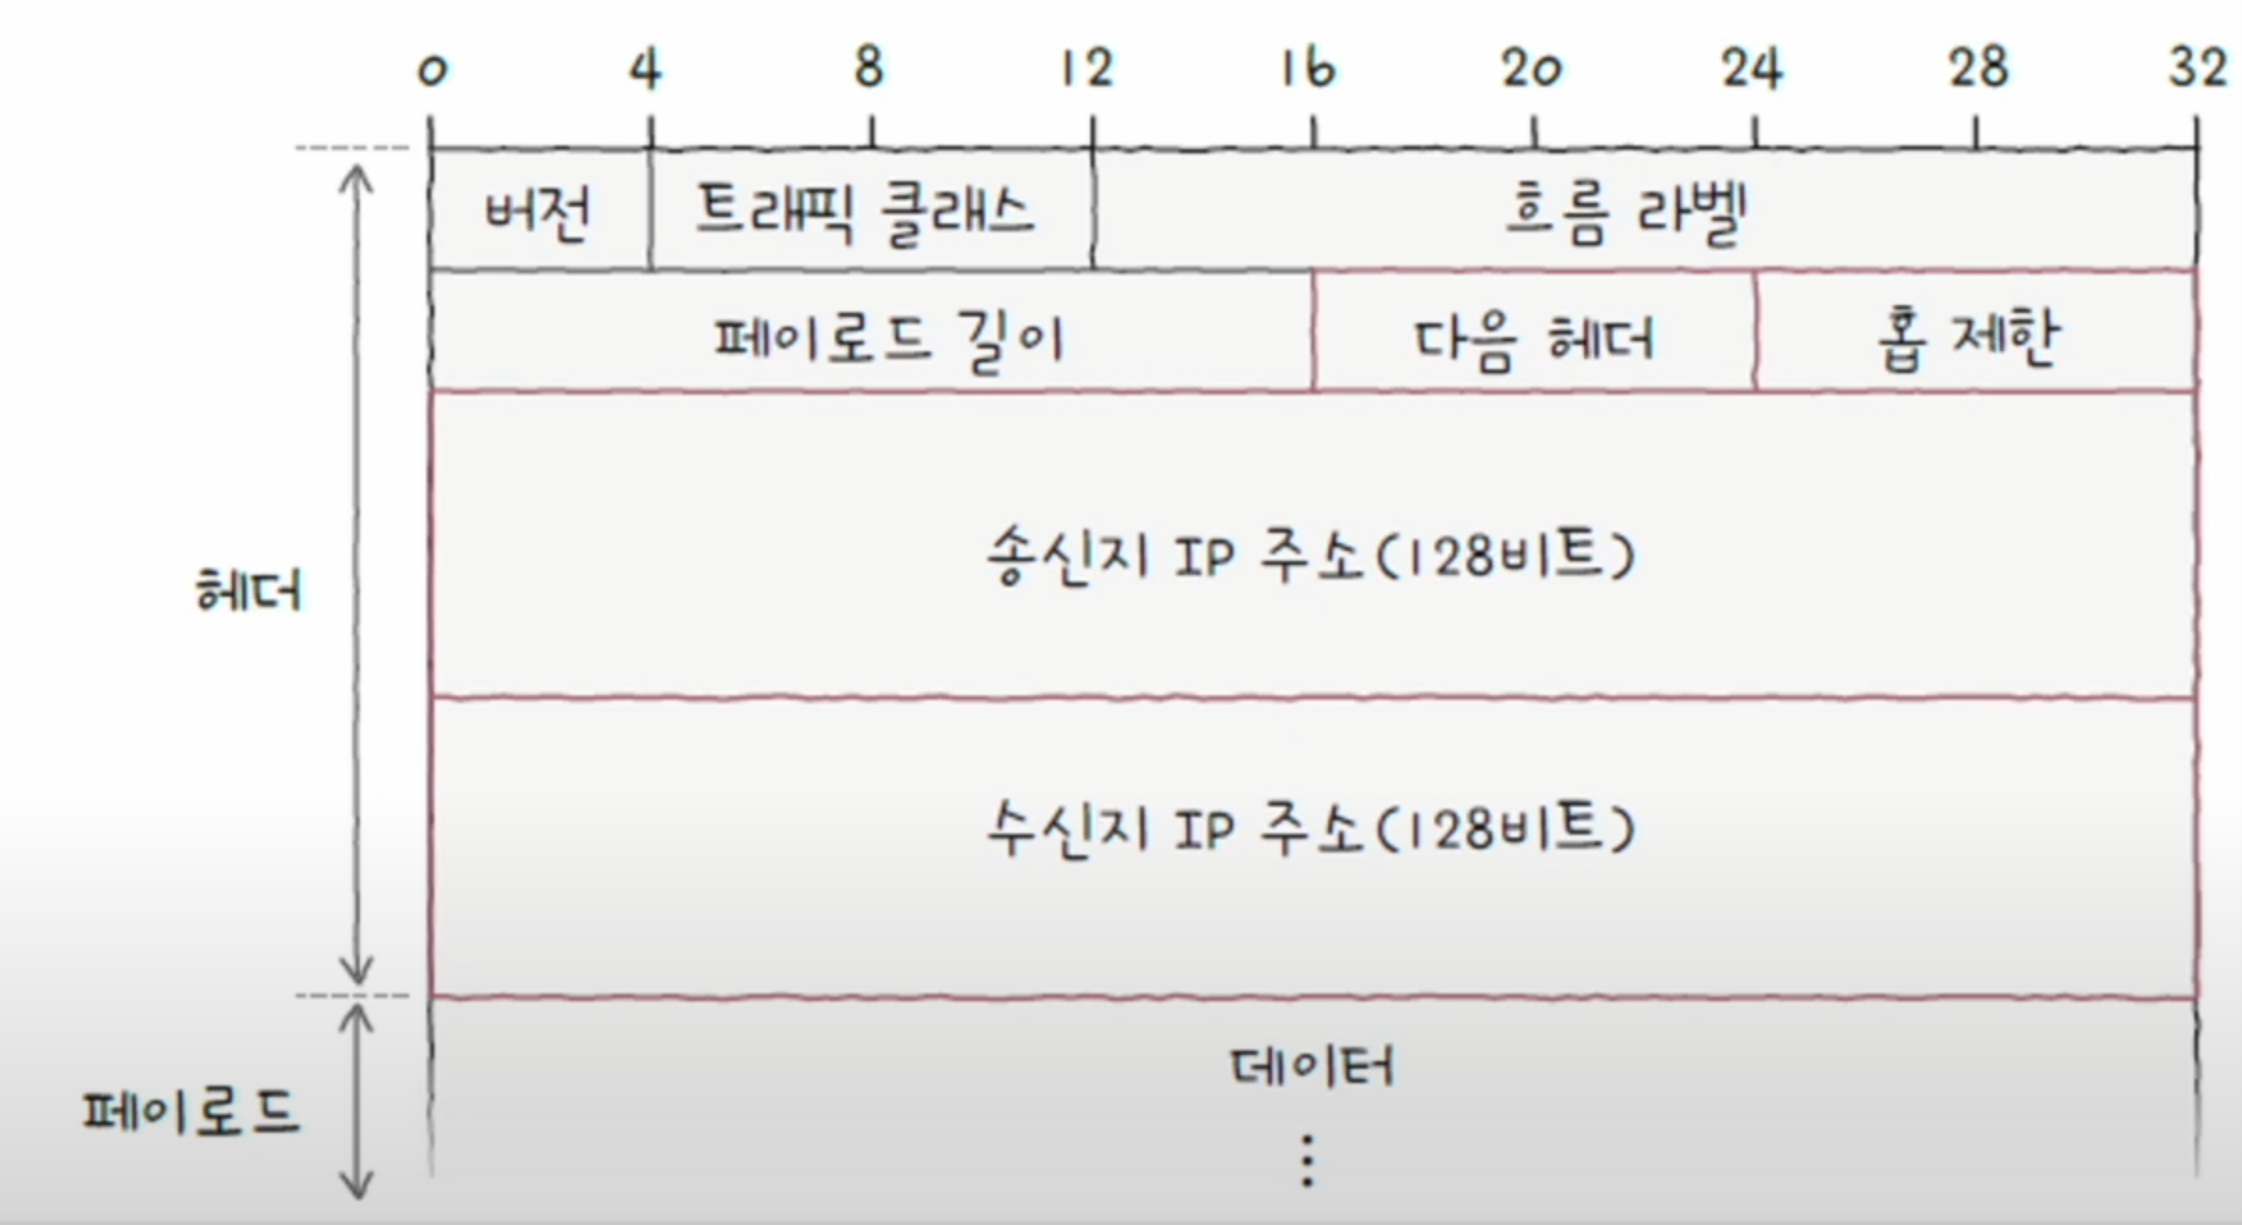 0 4 8 12 16 20 24 28 32
버전 트래픽 클래스 흐름 라벨
페이로드 길이 다음 헤더 홉 제한
송신지 IP 주소(128비트)
헤더
수신지 IP 주소(128비트)
데이터
페이로드
⋮